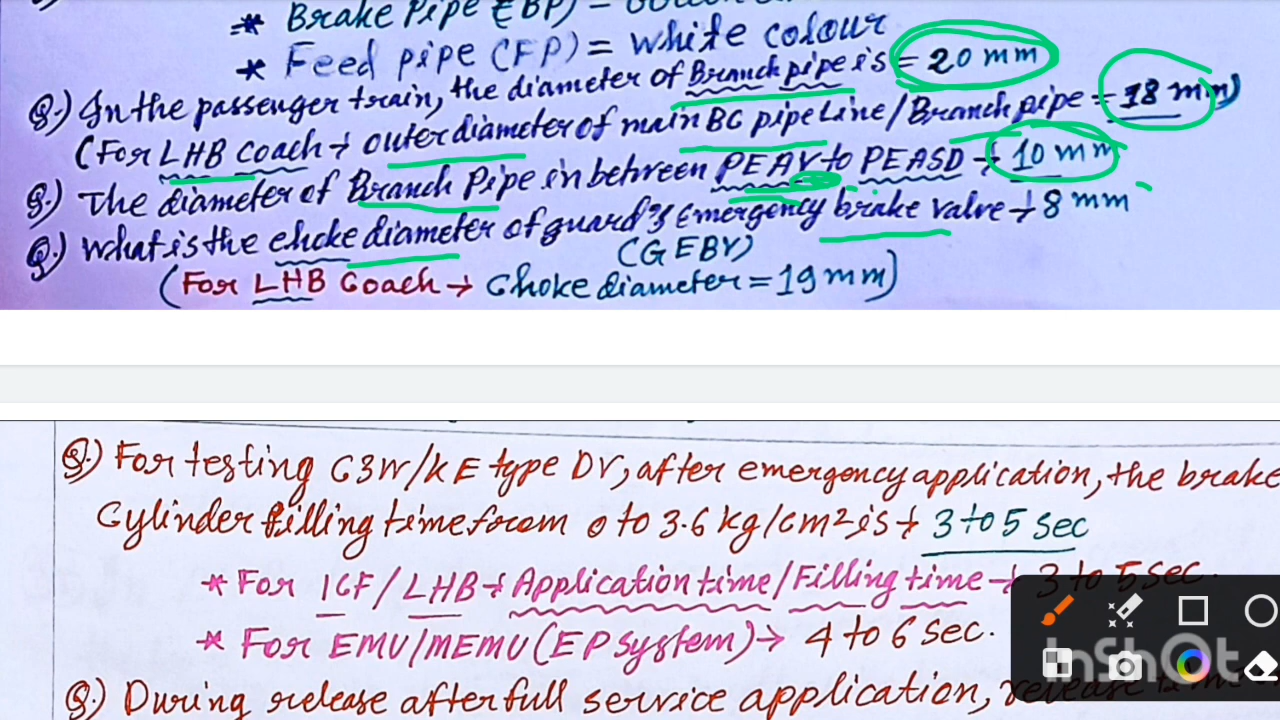 * Brake Pipe (BP) =
* Feed pipe (FP) = white colour
Q.) In the passenger train, the diameter of Branch pipe is = 20 mm
(For LHB coach → outer diameter of main BC pipe Line/Branch pipe = 18 mm)
Q.) The diameter of Branch Pipe in between PEAV to PEASD → 10 mm
Q.) What is the choke diameter of guard's Emergency brake valve → 8 mm
(GEBV)
(For LHB Coach → Choke diameter = 19 mm)
Q.) For testing C3W/KE type DV, after emergency application, the brake
Cylinder filling time from 0 to 3.6 kg/cm² is → 3 to 5 sec
* For ICF/LHB → Application time/Filling time → 3 to 5 sec.
* For EMU/MEMU (EP system) → 4 to 6 sec.
Q.) During release after full service application, release time
InShOt